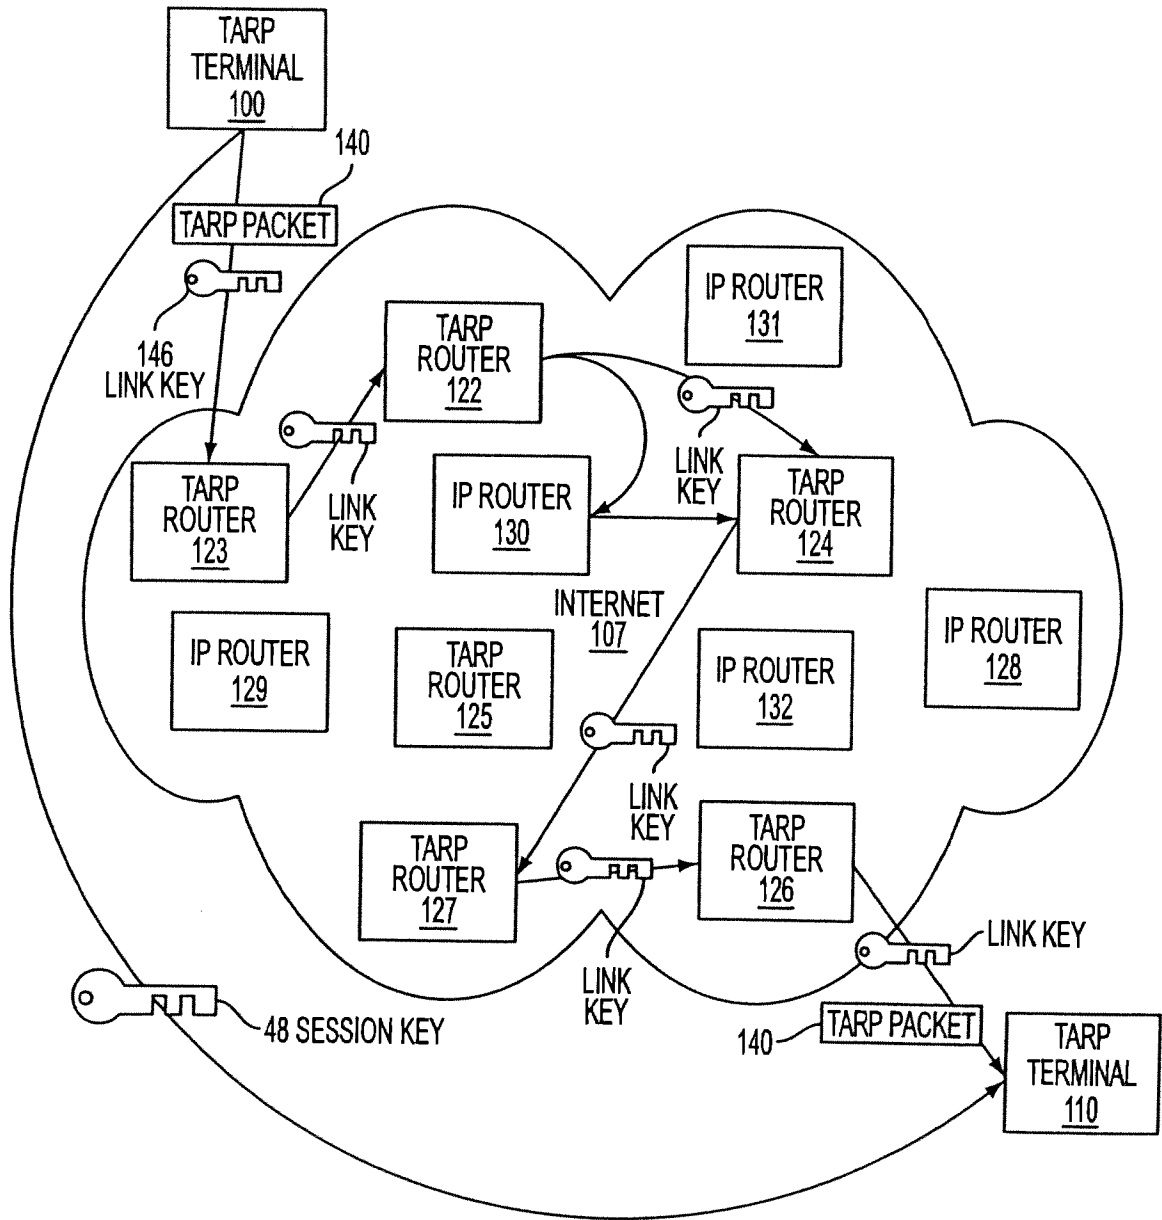 TARP
TERMINAL
100
140
TARP PACKET
146
LINK KEY
TARP
ROUTER
122
IP ROUTER
131
LINK
KEY
LINK
KEY
TARP
ROUTER
123
IP ROUTER
130
TARP
ROUTER
124
INTERNET
107
IP ROUTER
129
TARP
ROUTER
125
IP ROUTER
132
IP ROUTER
128
LINK
KEY
TARP
ROUTER
127
TARP
ROUTER
126
LINK
KEY
LINK KEY
48 SESSION KEY
140
TARP PACKET
TARP
TERMINAL
110